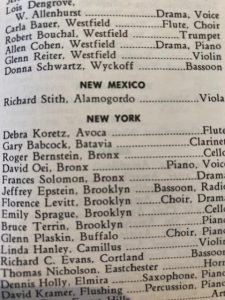 Lois Dengrove,
W. Allenhurst ............Drama, Voice
Carla Bauer, Westfield ........Flute, Choir
Robert Bouchal, Westfield ........Trumpet
Allen Cohen, Westfield ......Drama, Piano
Glenn Reiter, Westfield ..............Violin
Donna Schwartz, Wyckoff ........Bassoon
NEW MEXICO
Richard Stith, Alamogordo ............Viola
NEW YORK
Debra Koretz, Avoca ..................Flute
Gary Babcock, Batavia ............Clarinet
Roger Bernstein, Bronx ..............
David Oei, Bronx ............Piano, Voice
Frances Solomon, Bronx ..........Drama
Jeffrey Epstein, Brooklyn ....Bassoon, Radio
Florence Levitt, Brooklyn ......Choir, Drama
Emily Sprague, Brooklyn ............
Bruce Terrin, Brooklyn ..............Piano
Glenn Plaskin, Buffalo ......Choir, Piano
Linda Hanley, Camillus ............Violin
Richard C. Evans, Cortland ......Bassoon
Thomas Nicholson, Eastchester ....Horn
Dennis Holly, Elmira ....Saxophone, Piano
David Kramer, Flushing ....Percussion, Piano